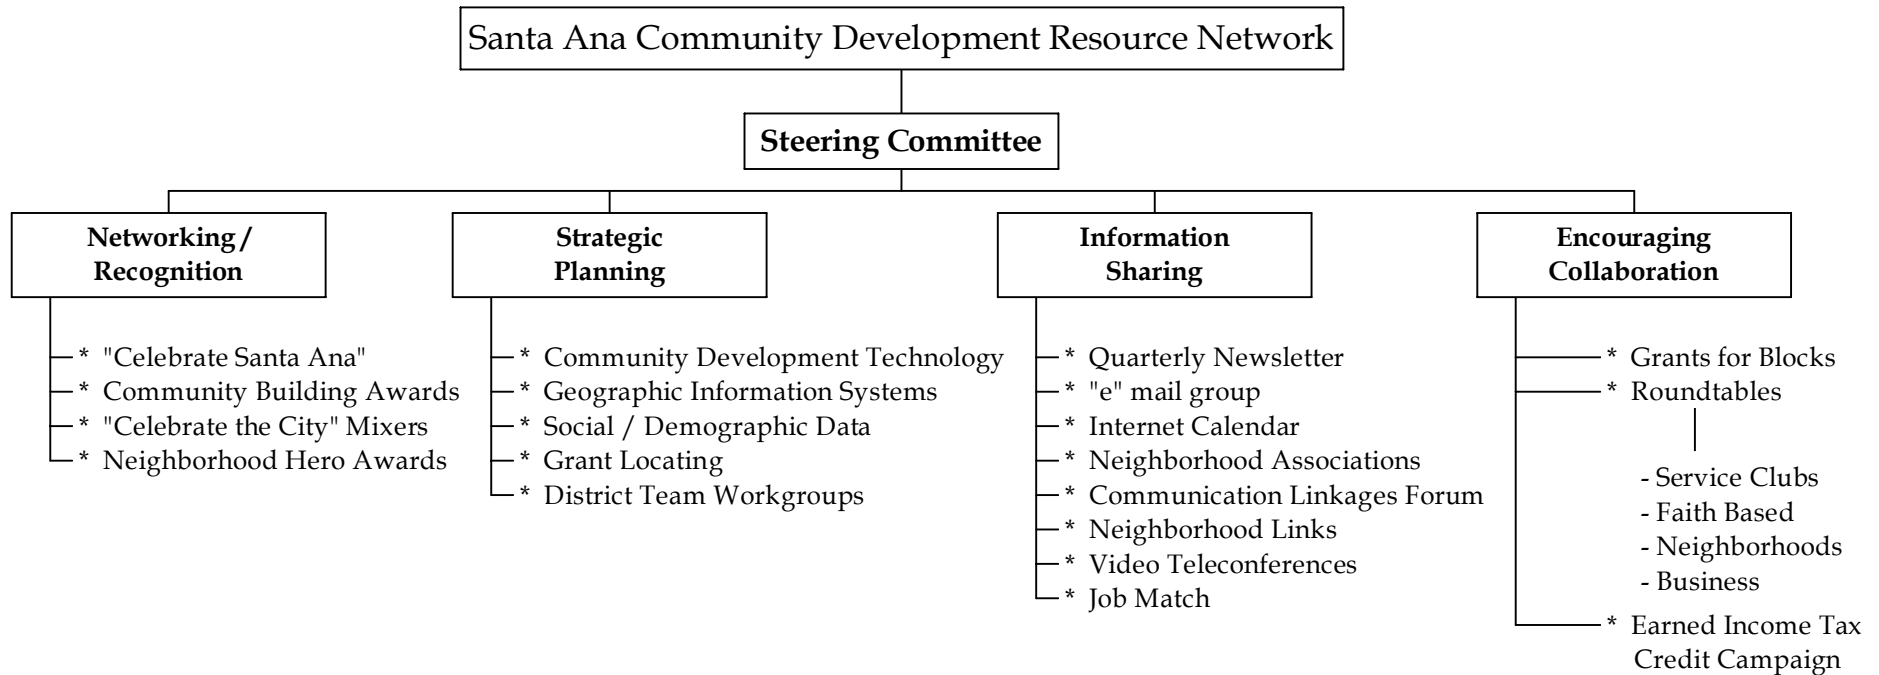 Santa Ana Community Development Resource Network
Steering Committee
Networking /
Recognition
* "Celebrate Santa Ana"
* Community Building Awards
* "Celebrate the City" Mixers
* Neighborhood Hero Awards
Strategic
Planning
* Community Development Technology
* Geographic Information Systems
* Social / Demographic Data
* Grant Locating
* District Team Workgroups
Information
Sharing
* Quarterly Newsletter
* "e" mail group
* Internet Calendar
* Neighborhood Associations
* Communication Linkages Forum
* Neighborhood Links
* Video Teleconferences
* Job Match
Encouraging
Collaboration
* Grants for Blocks
* Roundtables
- Service Clubs
- Faith Based
- Neighborhoods
- Business
* Earned Income Tax
Credit Campaign